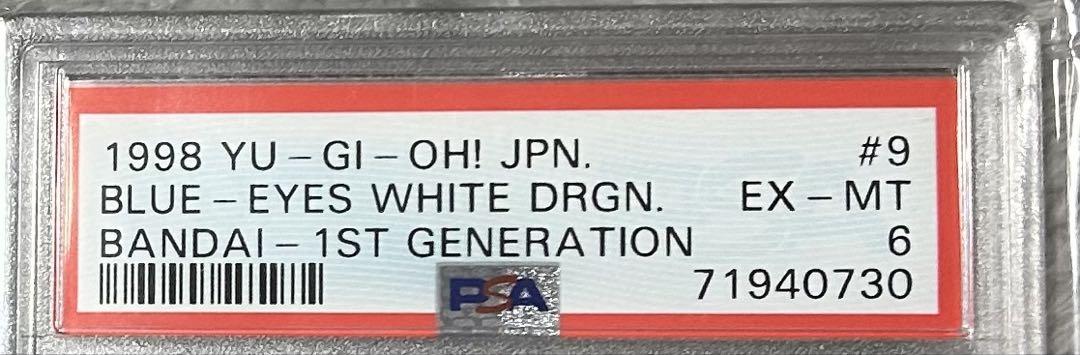 1998 YU-GI-OH! JPN. #9
BLUE-EYES WHITE DRGN. EX-MT
BANDAI-1ST GENERATION 6
PSA 71940730